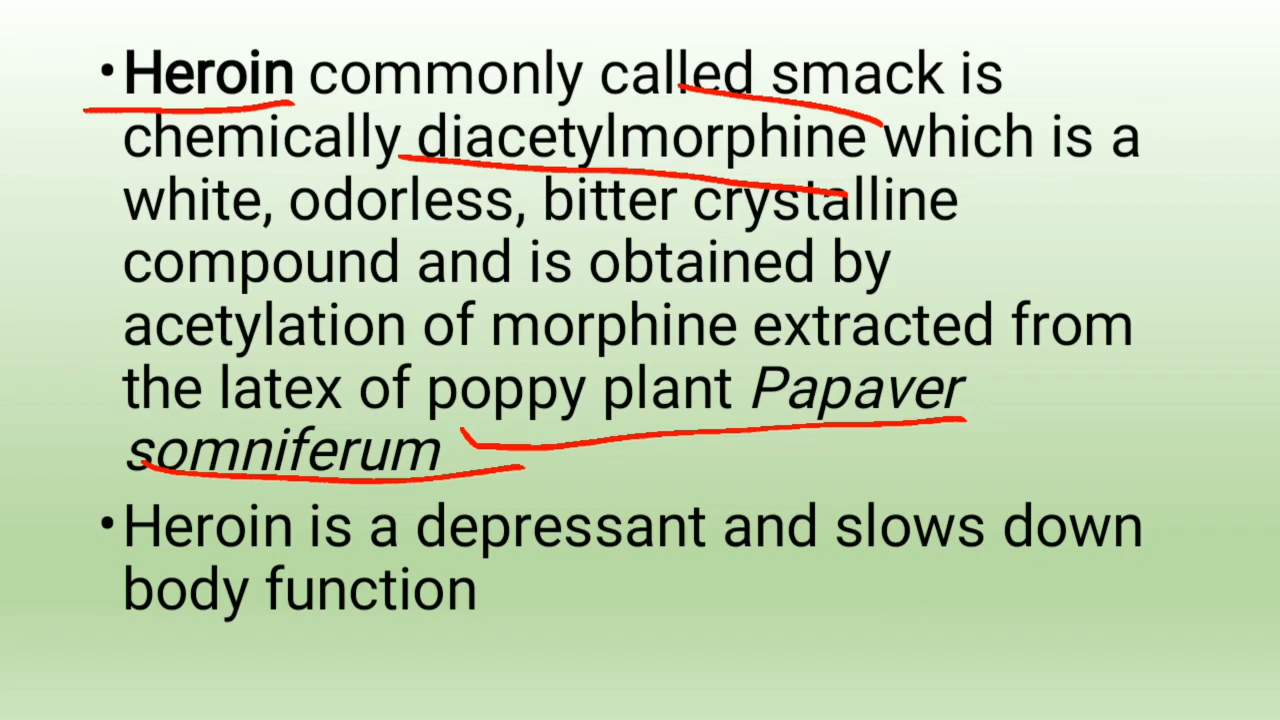 •Heroin commonly called smack is
chemically diacetylmorphine which is a
white, odorless, bitter crystalline
compound and is obtained by
acetylation of morphine extracted from
the latex of poppy plant Papaver
somniferum
•Heroin is a depressant and slows down
body function